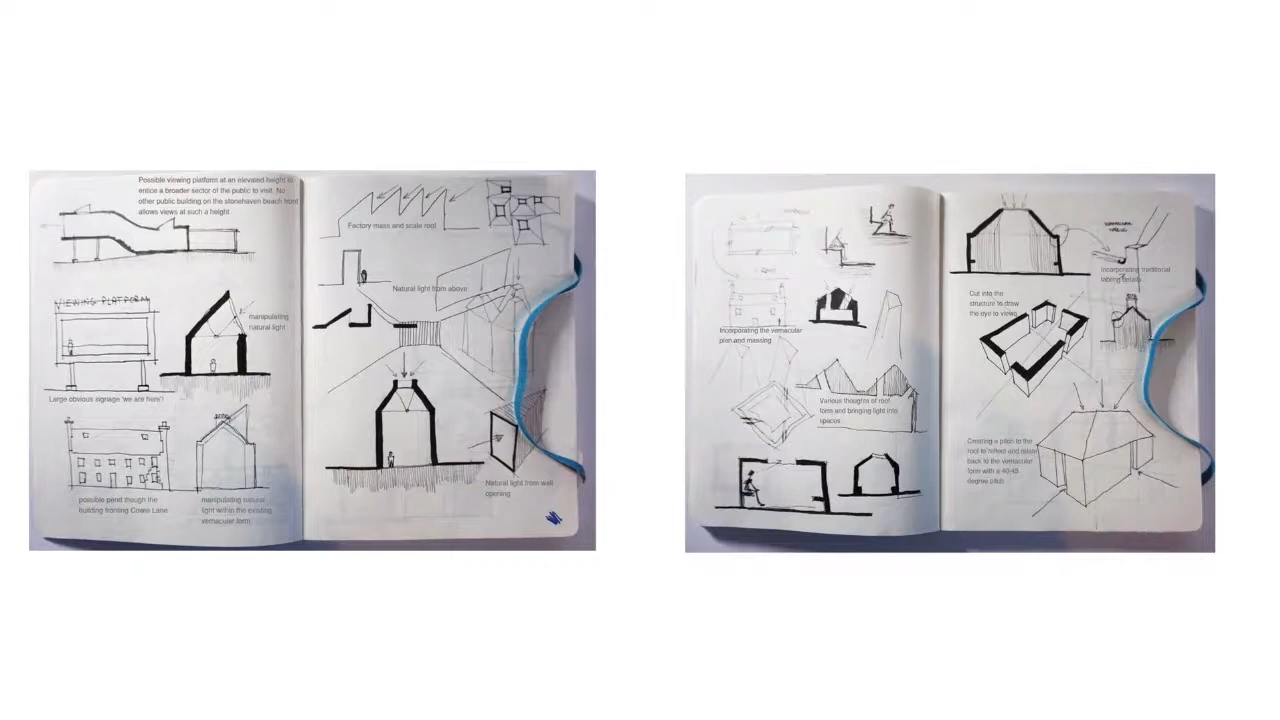 Possible viewing platform at an elevated height to
entice a broader sector of the public to visit. No
other public building on the stonehaven beach front
allows views at such a height
VIEWING PLATFORM
manipulating
natural light
Large obvious signage 'we are here'!
possible pend though the
building fronting Cowie Lane
manipulating natural
light within the existing
vernacular form
Factory mass and scale roof
Natural light from above
Natural light from wall
opening
Incorporating the vernacular
plan and massing
Various thoughts of roof
form and bringing light into
spaces
Incorporating traditional
tabling details
Cut into the
structure to draw
the eye to views
Creating a pitch to the
roof to reflect and relate
back to the vernacular
form with a 40-45
degree pitch